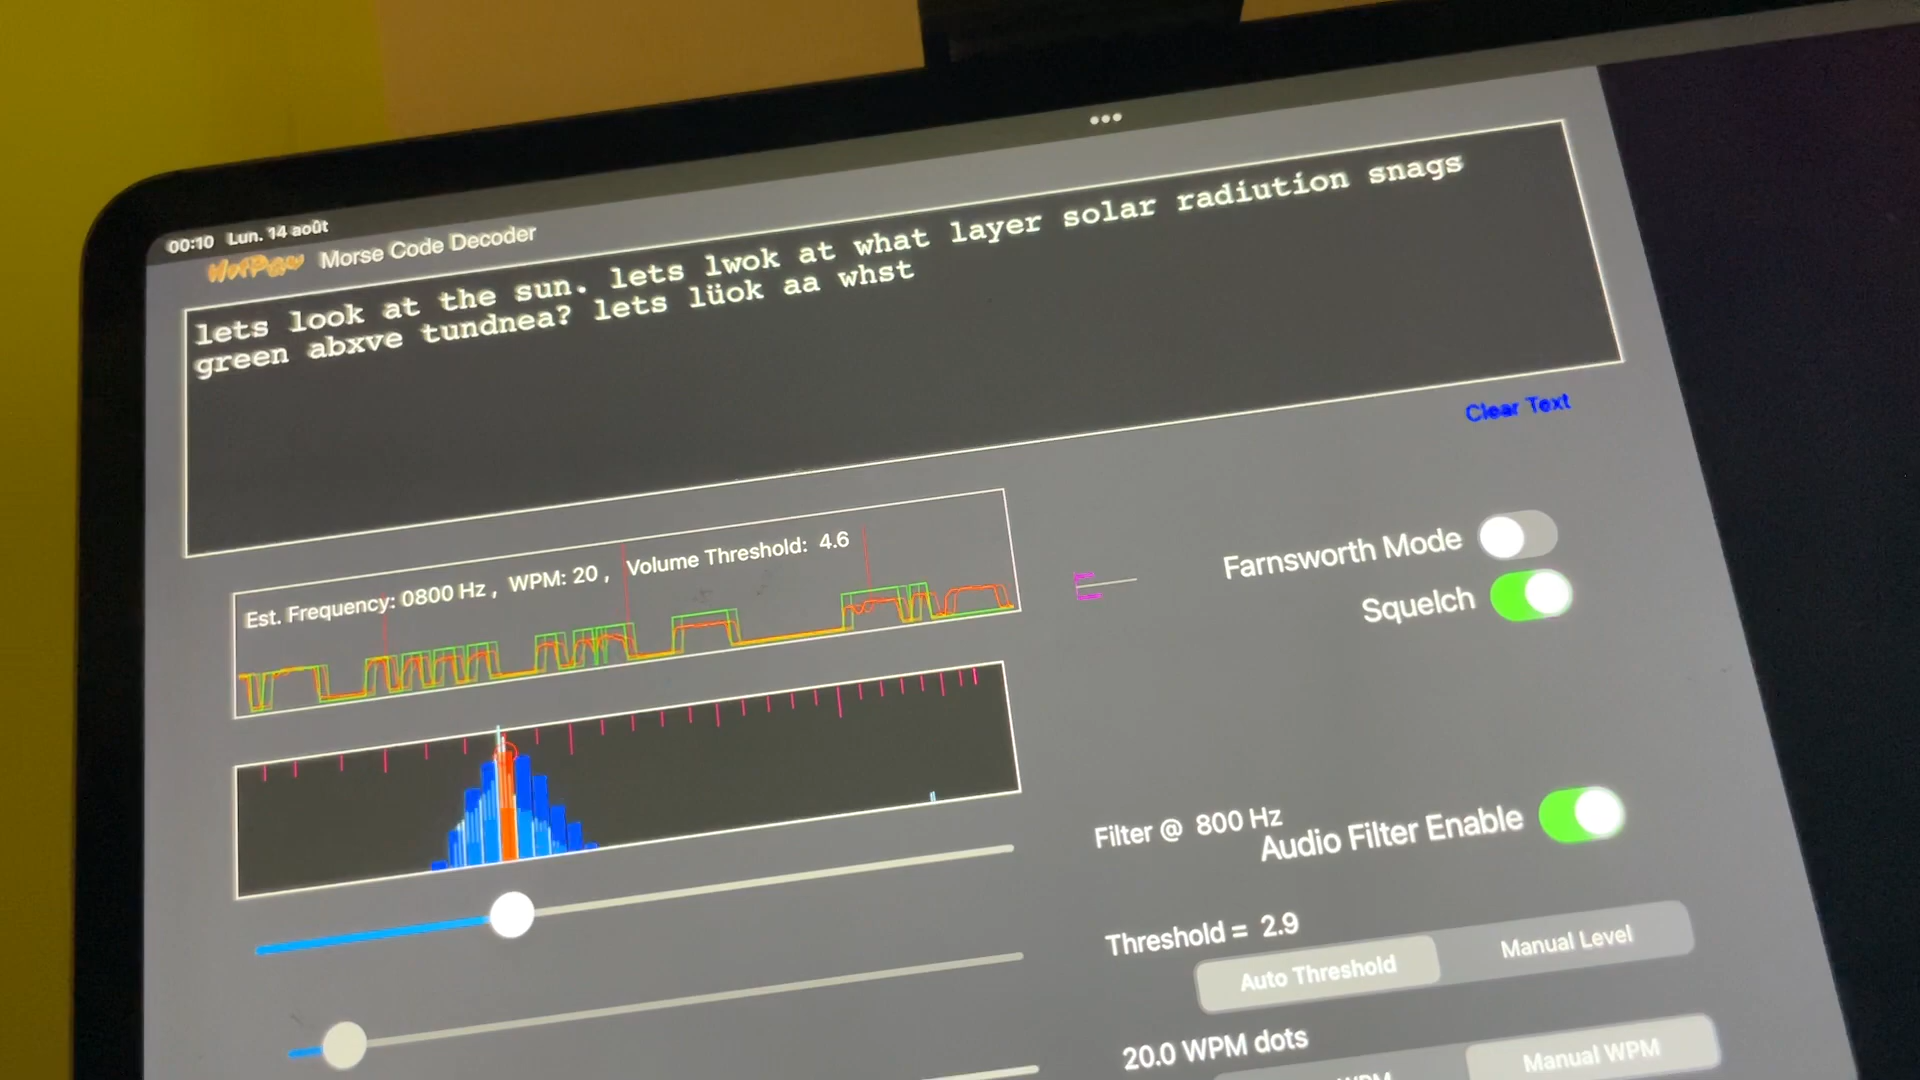 00:10 Lun. 14 août
HotPaw Morse Code Decoder
lets look at the sun. lets lwok at what layer solar radiution snags
green abxve tundnea? lets lüok aa whst
Clear Text
Est. Frequency: 0800 Hz , WPM: 20 , Volume Threshold: 4.6
E
Farnsworth Mode
Squelch
Filter @ 800 Hz
Audio Filter Enable
Threshold = 2.9
Auto Threshold Manual Level
20.0 WPM dots
WPM Manual WPM